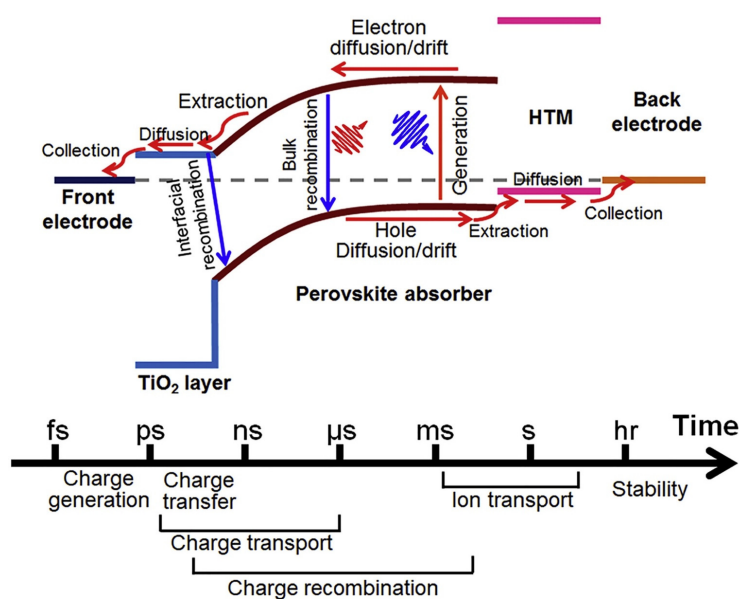 Electron
diffusion/drift
Extraction
Diffusion
Collection
Front
electrode
Interfacial
recombination
Bulk
recombination
Generation
HTM
Back
electrode
Diffusion
Collection
Extraction
Hole
Diffusion/drift
Perovskite absorber
TiO₂ layer
fs
ps
ns
µs
ms
s
hr
Time
Charge
generation
Charge
transfer
Charge transport
Charge recombination
Ion transport
Stability